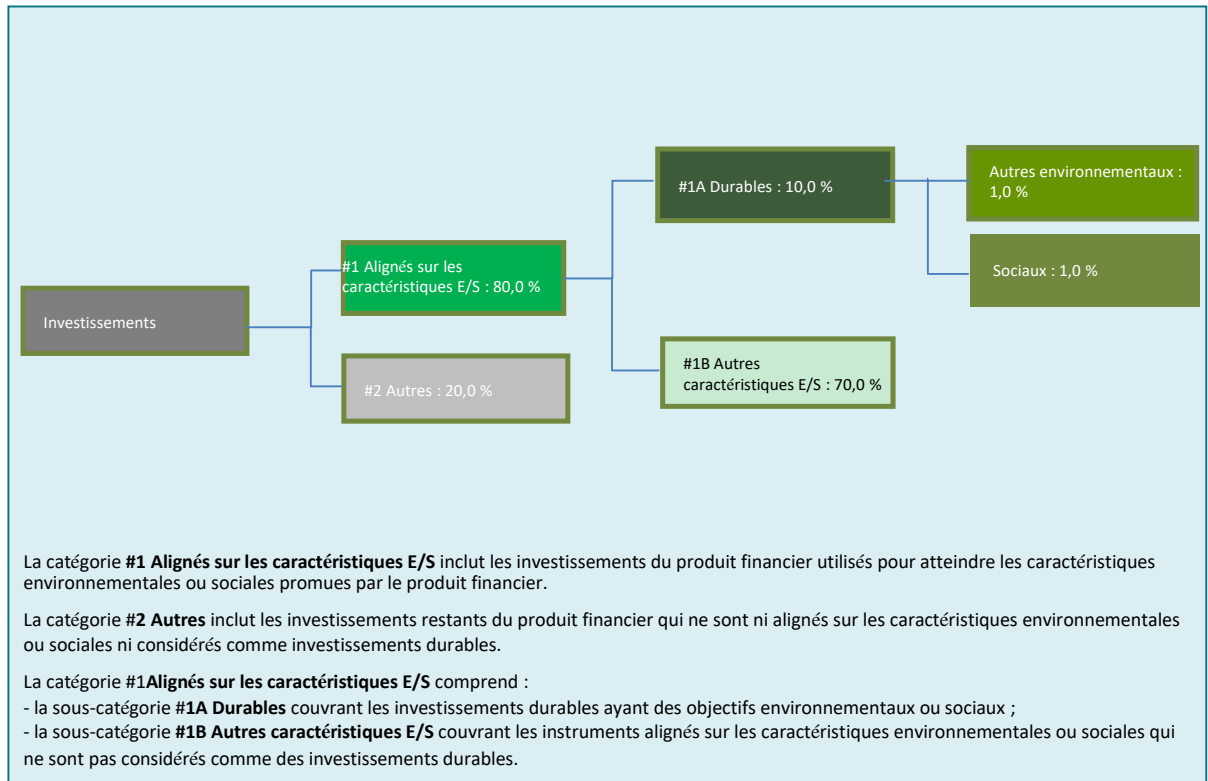 Investissements
#1 Alignés sur les
caractéristiques E/S : 80,0 %
#2 Autres : 20,0 %
#1A Durables : 10,0 %
#1B Autres
caractéristiques E/S : 70,0 %
Autres environnementaux :
1,0 %
Sociaux : 1,0 %
La catégorie #1 Alignés sur les caractéristiques E/S inclut les investissements du produit financier utilisés pour atteindre les caractéristiques
environnementales ou sociales promues par le produit financier.
La catégorie #2 Autres inclut les investissements restants du produit financier qui ne sont ni alignés sur les caractéristiques environnementales
ou sociales ni considérés comme investissements durables.
La catégorie #1Alignés sur les caractéristiques E/S comprend :
- la sous-catégorie #1A Durables couvrant les investissements durables ayant des objectifs environnementaux ou sociaux ;
- la sous-catégorie #1B Autres caractéristiques E/S couvrant les instruments alignés sur les caractéristiques environnementales ou sociales qui
ne sont pas considérés comme des investissements durables.